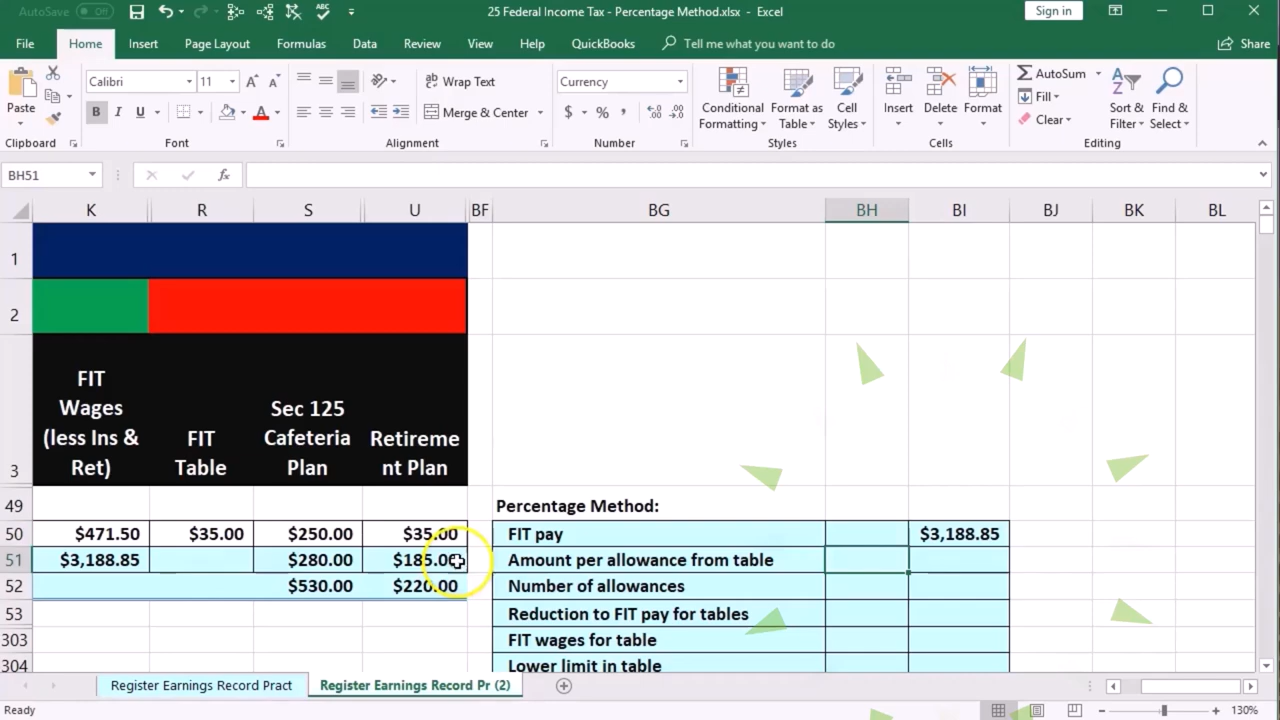 AutoSave Off 25 Federal Income Tax - Percentage Method.xlsx - Excel Sign in
File Home Insert Page Layout Formulas Data Review View Help QuickBooks Tell me what you want to do Share
Paste
Calibri 11 A A
B I U A
Wrap Text
Merge & Center
Currency
$ % ,
Conditional Formatting
Format as Table
Cell Styles
Insert Delete Format
AutoSum
Fill
Clear
Sort & Filter
Find & Select
Clipboard Font Alignment Number Styles Cells Editing
BH51 fx
K R S U BF BG BH BI BJ BK BL
1
2
3 FIT Wages (less Ins & Ret) FIT Table Sec 125 Cafeteria Plan Retireme nt Plan
49 Percentage Method:
50 $471.50 $35.00 $250.00 $35.00 FIT pay $3,188.85
51 $3,188.85 $280.00 $185.00 Amount per allowance from table
52 $530.00 $220.00 Number of allowances
53 Reduction to FIT pay for tables
303 FIT wages for table
304 Lower limit in table
Register Earnings Record Pract Register Earnings Record Pr (2)
Ready 130%